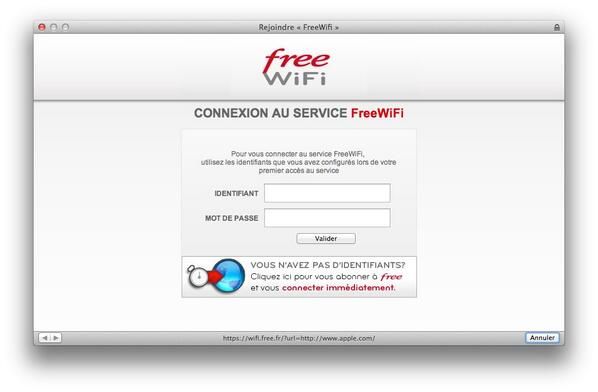 Rejoindre « FreeWifi »
free
WiFi
CONNEXION AU SERVICE FreeWiFi
Pour vous connecter au service FreeWiFi,
utilisez les identifiants que vous avez configurés lors de votre
premier accès au service
IDENTIFIANT
MOT DE PASSE
Valider
VOUS N'AVEZ PAS D'IDENTIFIANTS?
Cliquez ici pour vous abonner à free
et vous connecter immédiatement.
https://wifi.free.fr/?url=http://www.apple.com/
Annuler